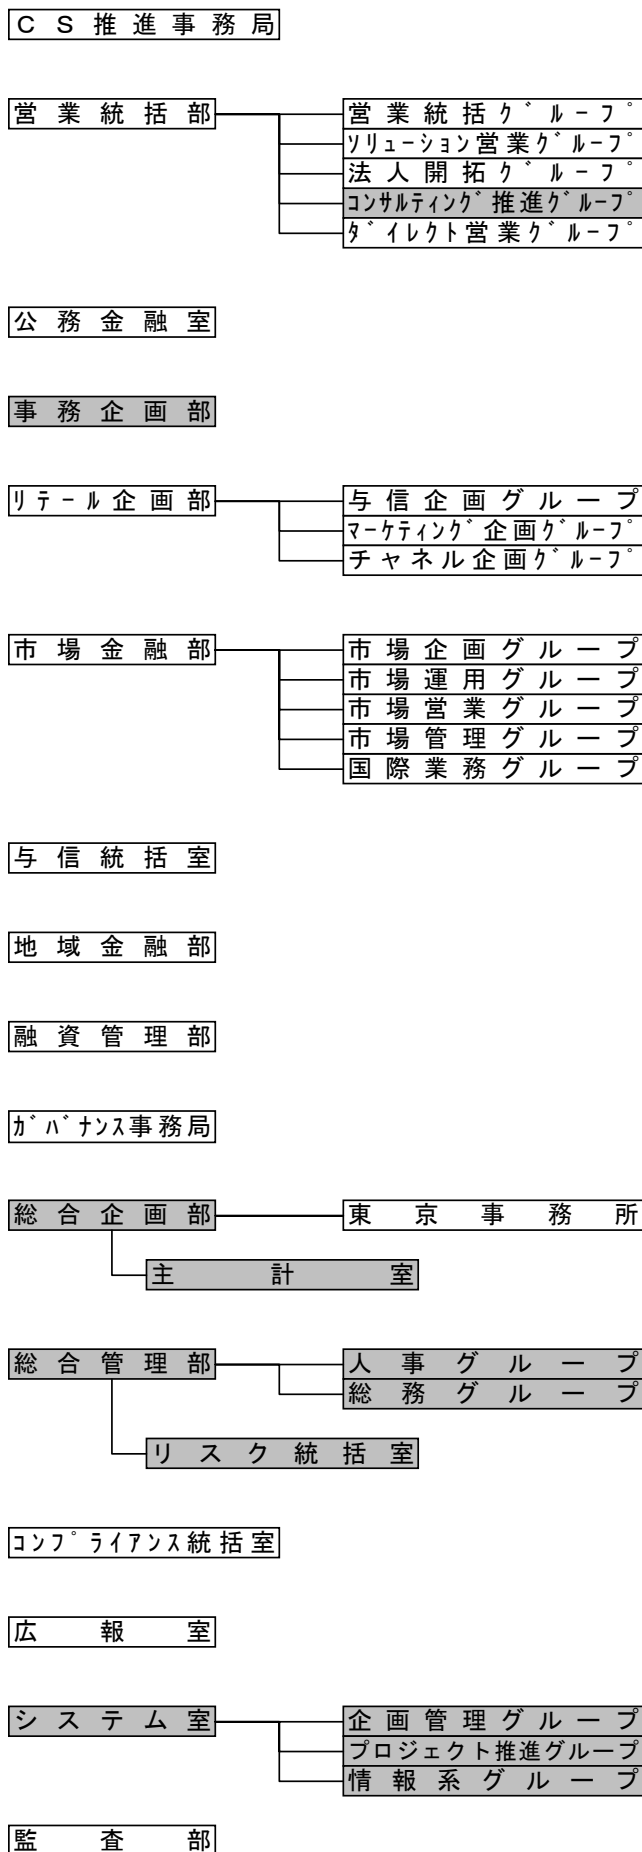 ＣＳ推進事務局
営業統括部 営業統括ｸﾞﾙｰﾌﾟ
ｿﾘｭｰｼｮﾝ営業ｸﾞﾙｰﾌﾟ
法人開拓ｸﾞﾙｰﾌﾟ
ｺﾝｻﾙﾃｨﾝｸﾞ推進ｸﾞﾙｰﾌﾟ
ﾀﾞｲﾚｸﾄ営業ｸﾞﾙｰﾌﾟ
公務金融室
事務企画部
ﾘﾃｰﾙ企画部 与信企画グループ
ﾏｰｹﾃｨﾝｸﾞ企画ｸﾞﾙｰﾌﾟ
チャネル企画ｸﾞﾙｰﾌﾟ
市場金融部 市場企画グループ
市場運用グループ
市場営業グループ
市場管理グループ
国際業務グループ
与信統括室
地域金融部
融資管理部
ｶﾞﾊﾞﾅﾝｽ事務局
総合企画部 東京事務所
主計室
総合管理部 人事グループ
総務グループ
リスク統括室
ｺﾝﾌﾟﾗｲｱﾝｽ統括室
広報室
システム室 企画管理グループ
プロジェクト推進グループ
情報系グループ
監査部